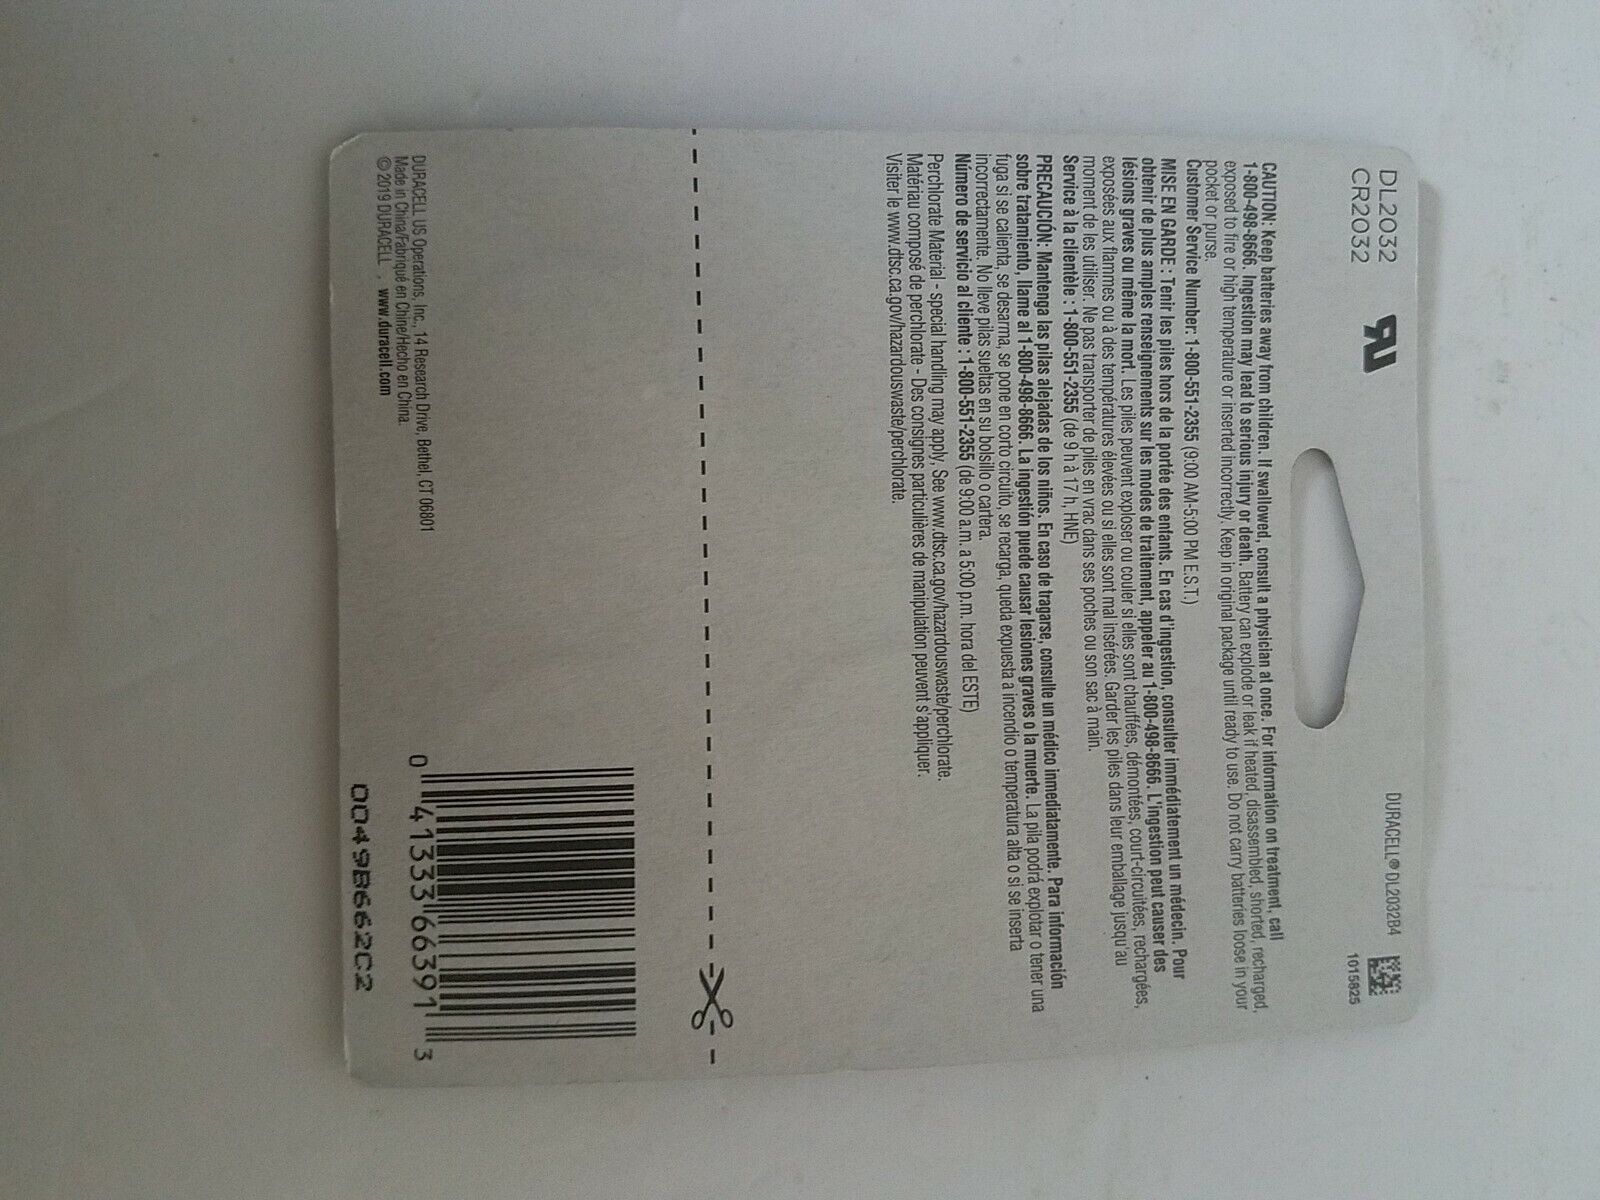 DL2032
CR2032
DURACELL® DL2032B4
1015825
CAUTION: Keep batteries away from children. If swallowed, consult a physician at once. For information on treatment, call
1-800-498-8666. Ingestion may lead to serious injury or death. Battery can explode or leak if heated, disassembled, shorted, recharged,
exposed to fire or high temperature or inserted incorrectly. Keep in original package until ready to use. Do not carry batteries loose in your
pocket or purse.
Customer Service Number: 1-800-551-2355 (9:00 AM-5:00 PM E.S.T.)
MISE EN GARDE : Tenir les piles hors de la portée des enfants. En cas d'ingestion, consulter immédiatement un médecin. Pour
obtenir de plus amples renseignements sur les modes de traitement, appeler au 1-800-498-8666. L'ingestion peut causer des
lésions graves ou même la mort. Les piles peuvent exploser ou couler si elles sont chauffées, démontées, court-circuitées, rechargées,
exposées aux flammes ou à des températures élevées ou si elles sont mal insérées. Garder les piles dans leur emballage jusqu'au
moment de les utiliser. Ne pas transporter de piles en vrac dans ses poches ou son sac à main.
Service à la clientèle : 1-800-551-2355 (de 9 h à 17 h, HNE)
PRECAUCIÓN: Mantenga las pilas alejadas de los niños. En caso de tragarse, consulte un médico inmediatamente. Para información
sobre tratamiento, llame al 1-800-498-8666. La ingestión puede causar lesiones graves o la muerte. La pila podrá explotar o tener una
fuga si se calienta, se desarma, se pone en corto circuito, se recarga, queda expuesta a incendio o temperatura alta o si se inserta
incorrectamente. No lleve pilas sueltas en su bolsillo o cartera.
Número de servicio al cliente : 1-800-551-2355 (de 9:00 a.m. a 5:00 p.m. hora del ESTE)
Perchlorate Material - special handling may apply, See www.dtsc.ca.gov/hazardouswaste/perchlorate.
Matériau composé de perchlorate - Des consignes particulières de manipulation peuvent s'appliquer.
Visiter le www.dtsc.ca.gov/hazardouswaste/perchlorate.
DURACELL US Operations, Inc., 14 Research Drive, Bethel, CT 06801
Made in China/Fabriqué en Chine/Hecho en China.
© 2019 DURACELL , www.duracell.com
0 41333 66391 3
0049B662C2